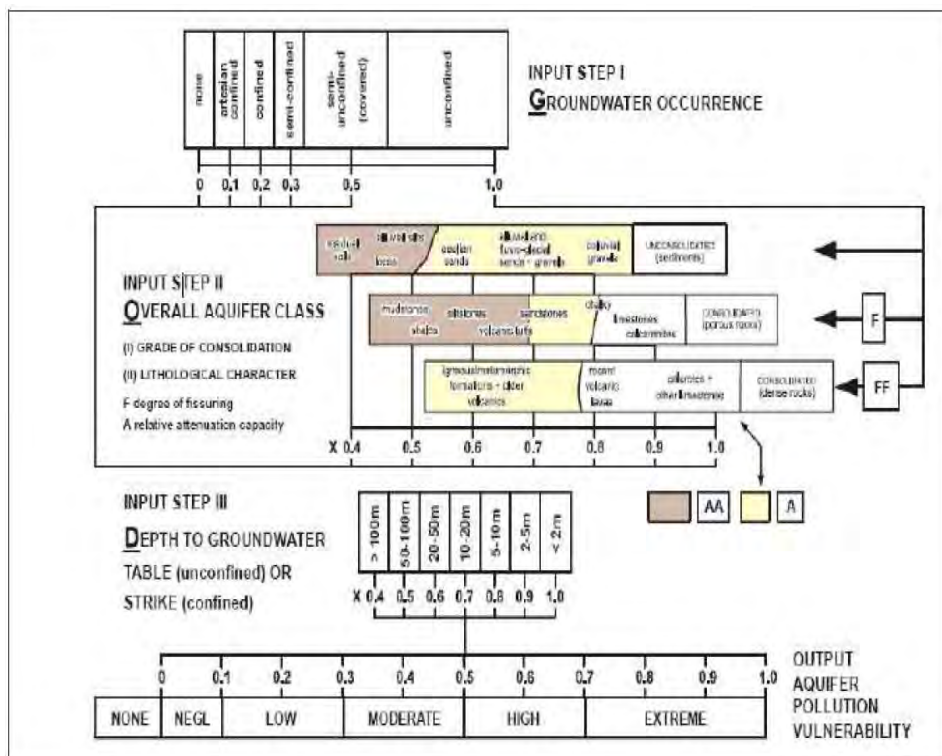 none
artesian confined
confined
semi-confined
semi-unconfined (covered)
unconfined
INPUT STEP I
GROUNDWATER OCCURRENCE
0 0.1 0.2 0.3 0.5 1.0
INPUT STEP II
OVERALL AQUIFER CLASS
(I) GRADE OF CONSOLIDATION
(II) LITHOLOGICAL CHARACTER
F degree of fissuring
A relative attenuation capacity
residual soils
alluvial silts
loess
aeolian sands
alluvial and fluvio-glacial sands + gravels
colluvial gravels
UNCONSOLIDATED (sediments)
mudstones
shales
siltstones
volcanic tuffs
sandstones
chalky
limestones
calcarenites
CONSOLIDATED (porous rocks)
F
igneous/metamorphic formations + older volcanics
recent volcanic lavas
calcretes + other limestones
CONSOLIDATED (dense rocks)
FF
X 0.4 0.5 0.6 0.7 0.8 0.9 1.0
AA
A
INPUT STEP III
DEPTH TO GROUNDWATER
TABLE (unconfined) OR
STRIKE (confined)
> 100m
50-100m
20-50m
10-20m
5-10m
2-5m
< 2m
X 0.4 0.5 0.6 0.7 0.8 0.9 1.0
0 0.1 0.2 0.3 0.4 0.5 0.6 0.7 0.8 0.9 1.0
OUTPUT
AQUIFER
POLLUTION
VULNERABILITY
NONE NEGL LOW MODERATE HIGH EXTREME